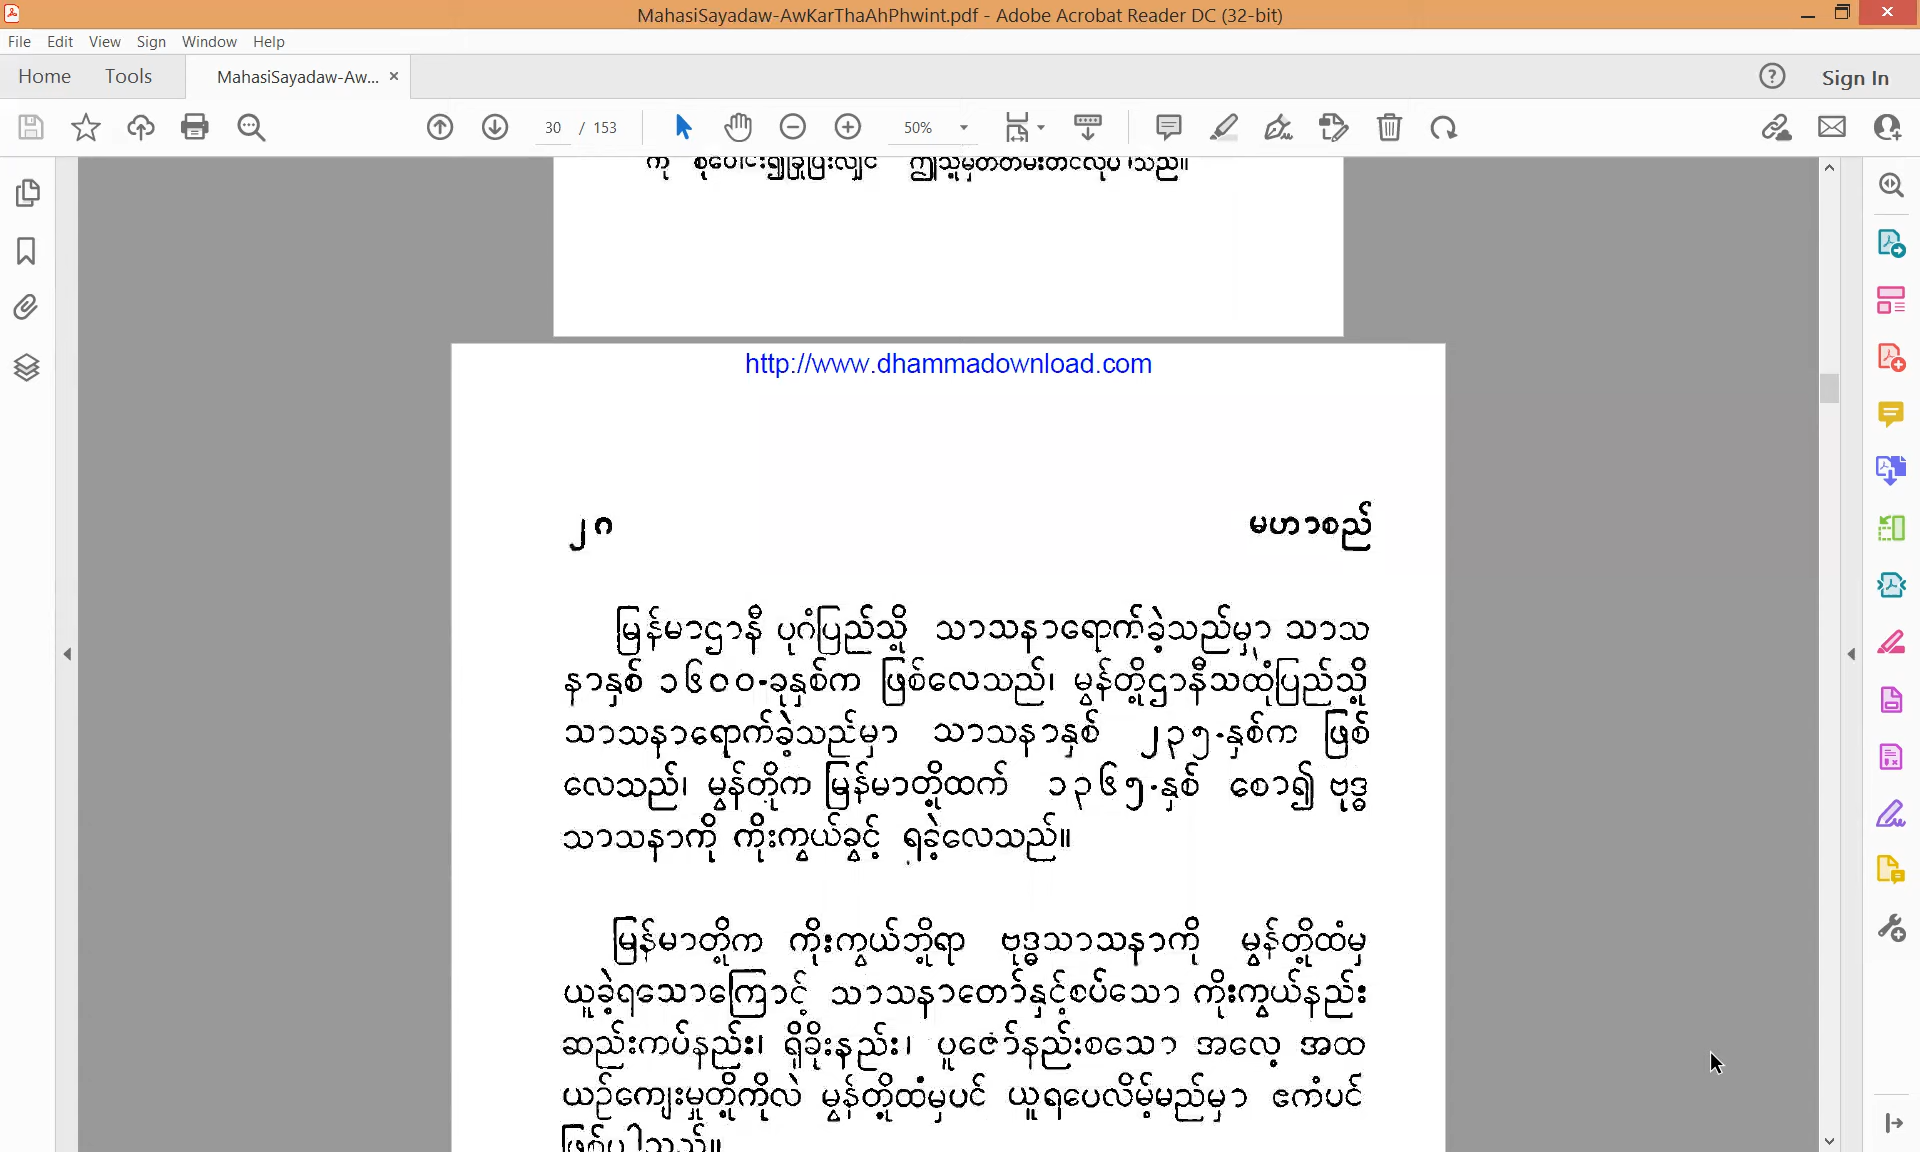 MahasiSayadaw-AwKarThaAhPhwint.pdf - Adobe Acrobat Reader DC (32-bit)
File Edit View Sign Window Help
Home Tools MahasiSayadaw-Aw... × Sign In
30 / 153 50%
http://www.dhammadownload.com
၂၈ မဟာစည်
မြန်မာဌာနီ ပုဂံပြည်သို့ သာသနာရောက်ခဲ့သည်မှာ သာသ
နာနှစ် ၁၆၀၀-ခုနှစ်က ဖြစ်လေသည်၊ မွန်တို့ဌာနီသထုံပြည်သို့
သာသနာရောက်ခဲ့သည်မှာ သာသနာနှစ် ၂၃၅-နှစ်က ဖြစ်
လေသည်၊ မွန်တို့က မြန်မာတို့ထက် ၁၃၆၅-နှစ် စော၍ ဗုဒ္ဓ
သာသနာကို ကိုးကွယ်ခွင့် ရခဲ့လေသည်။
မြန်မာတို့က ကိုးကွယ်ဘို့ရာ ဗုဒ္ဓသာသနာကို မွန်တို့ထံမှ
ယူခဲ့ရသောကြောင့် သာသနာတော်နှင့်စပ်သော ကိုးကွယ်နည်း
ဆည်းကပ်နည်း၊ ရှိခိုးနည်း၊ ပူဇော်နည်းစသော အလေ့ အထ
ယဉ်ကျေးမှုတို့ကိုလဲ မွန်တို့ထံမှပင် ယူရပေလိမ့်မည်မှာ ဧကံပင်
ဖြစ်ပါသည်။